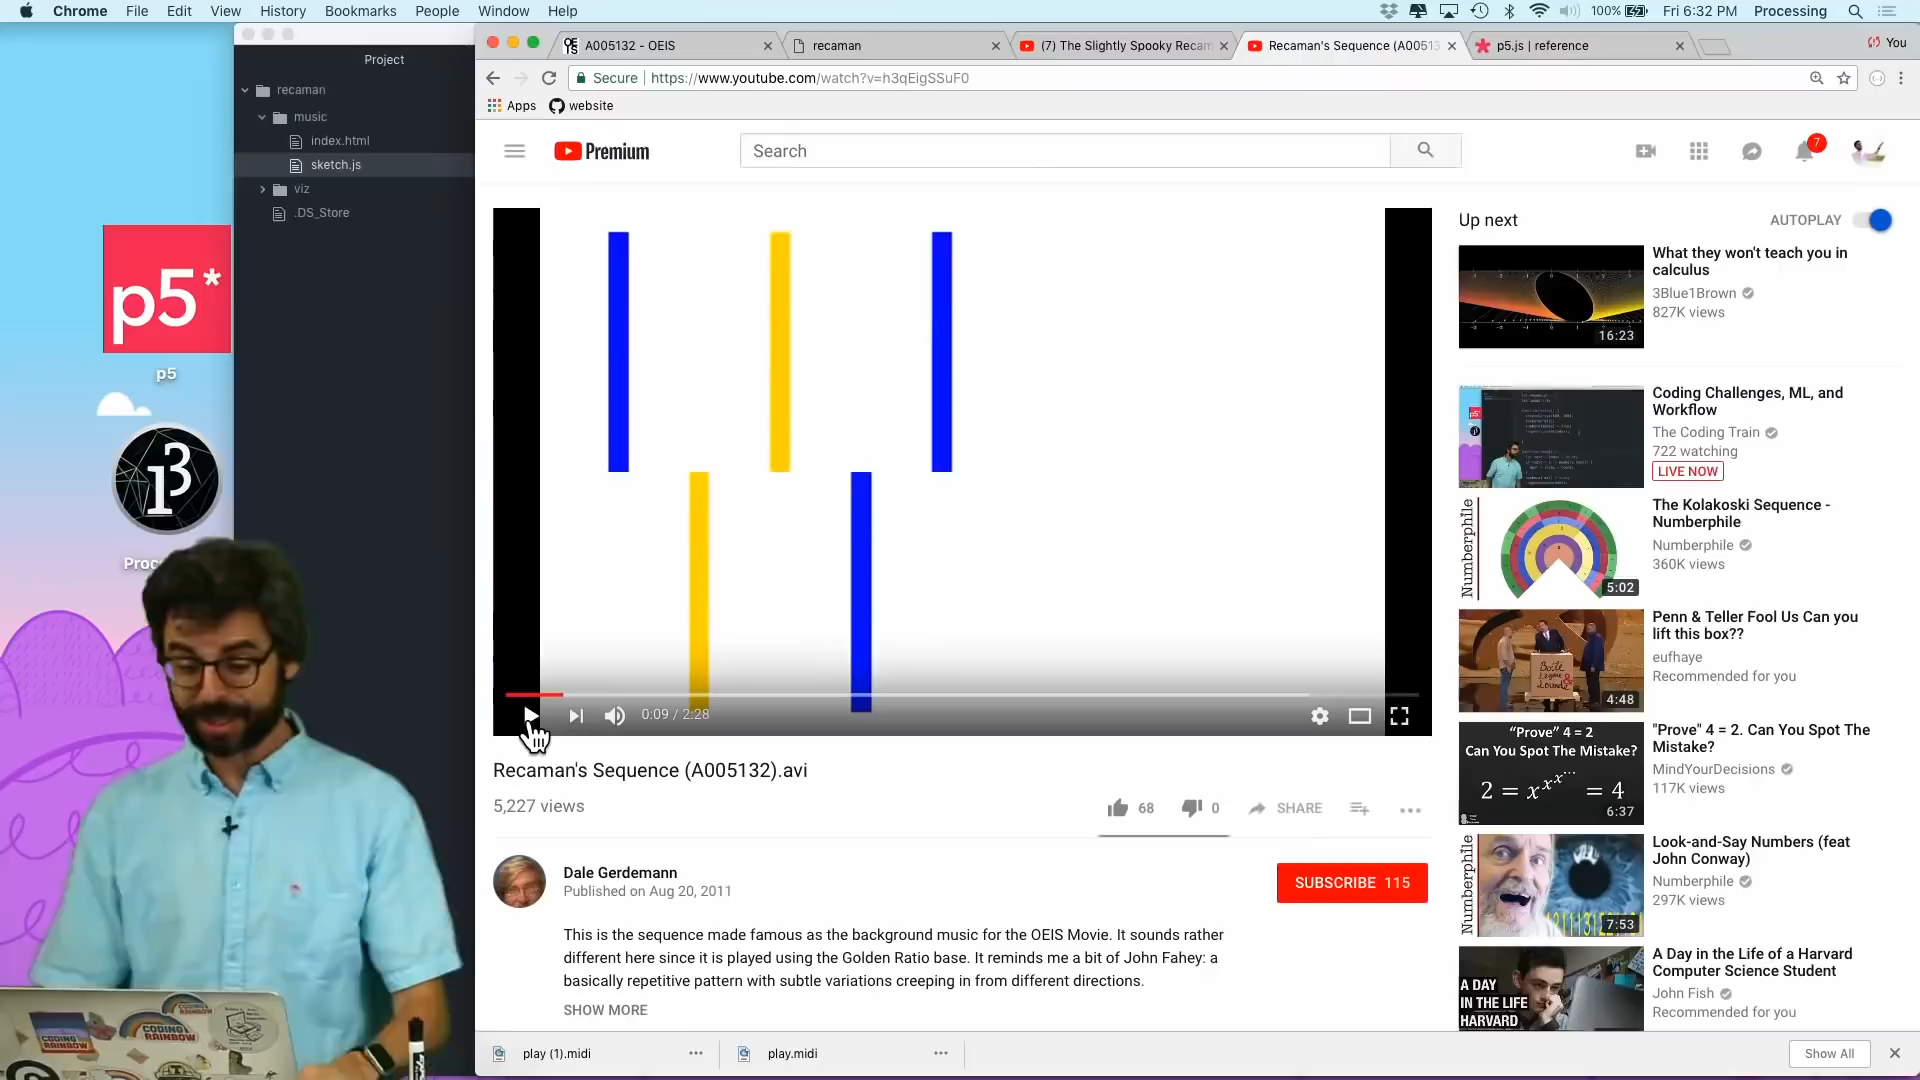 Chrome File Edit View History Bookmarks People Window Help
100% Fri 6:32 PM Processing
Project
recaman
music
index.html
sketch.js
viz
.DS_Store
p5*
p5
A005132 - OEIS
recaman
(7) The Slightly Spooky Recam
Recaman's Sequence (A00513
p5.js | reference
You
Secure https://www.youtube.com/watch?v=h3qEigSSuF0
Apps website
Premium
Search
7
0:09 / 2:28
Recaman's Sequence (A005132).avi
5,227 views
68 0 SHARE
Dale Gerdemann
Published on Aug 20, 2011
SUBSCRIBE 115
This is the sequence made famous as the background music for the OEIS Movie. It sounds rather
different here since it is played using the Golden Ratio base. It reminds me a bit of John Fahey: a
basically repetitive pattern with subtle variations creeping in from different directions.
SHOW MORE
Up next AUTOPLAY
What they won't teach you in
calculus
3Blue1Brown
827K views
16:23
Coding Challenges, ML, and
Workflow
The Coding Train
722 watching
LIVE NOW
Numberphile
5:02
The Kolakoski Sequence -
Numberphile
Numberphile
360K views
4:48
Penn & Teller Fool Us Can you
lift this box??
eufhaye
Recommended for you
"Prove" 4 = 2
Can You Spot The Mistake?
6:37
"Prove" 4 = 2. Can You Spot The
Mistake?
MindYourDecisions
117K views
Numberphile
7:53
Look-and-Say Numbers (feat
John Conway)
Numberphile
297K views
A DAY
IN THE LIFE
HARVARD
A Day in the Life of a Harvard
Computer Science Student
John Fish
Recommended for you
play (1).midi
play.midi
Show All
CODING
RAINBOW
CODING
RAINBOW